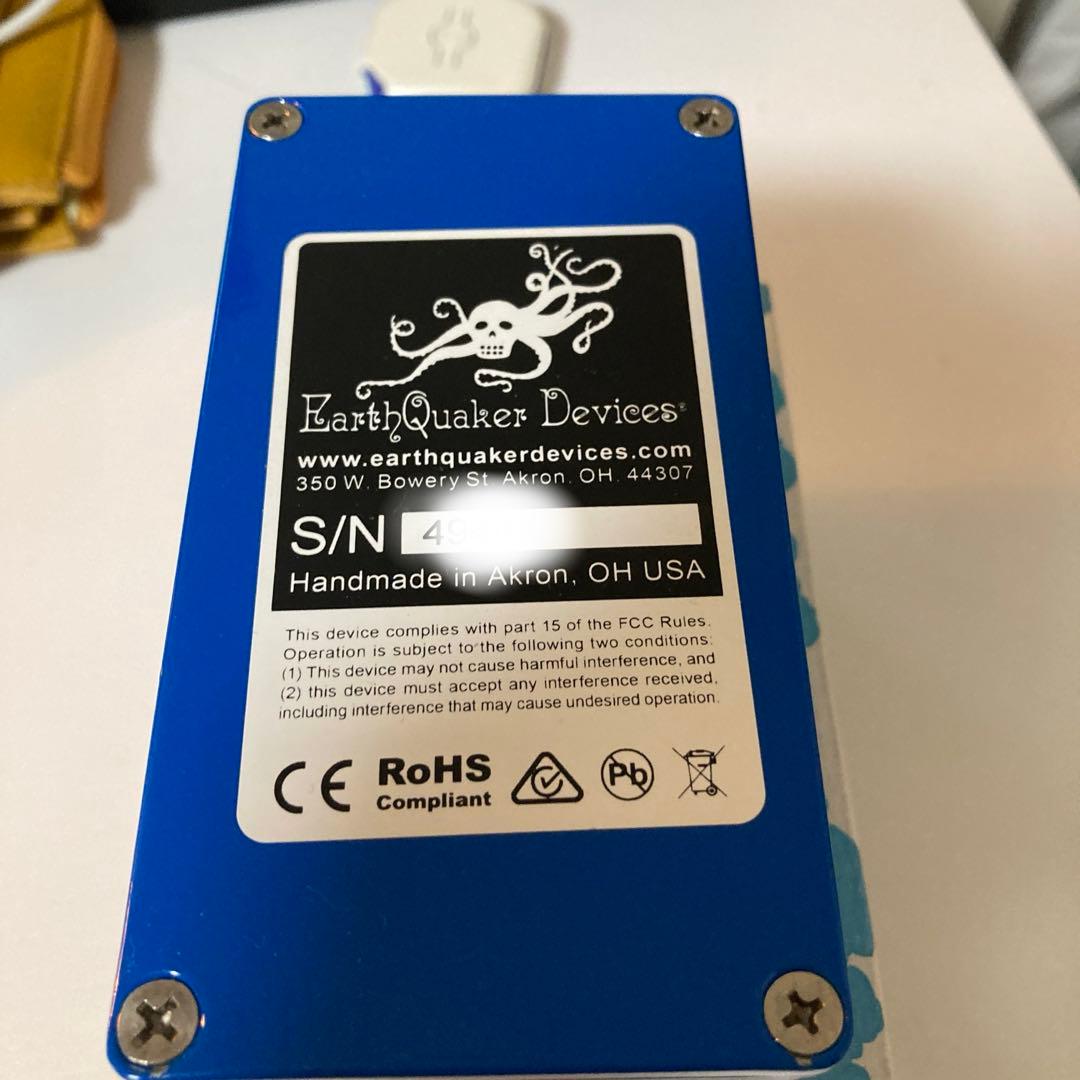 EarthQuaker Devices®
www.earthquakerdevices.com
350 W. Bowery St. Akron, OH. 44307
S/N 49
Handmade in Akron, OH USA
This device complies with part 15 of the FCC Rules.
Operation is subject to the following two conditions:
(1) This device may not cause harmful interference, and
(2) this device must accept any interference received,
including interference that may cause undesired operation.
CE RoHS Compliant Pb